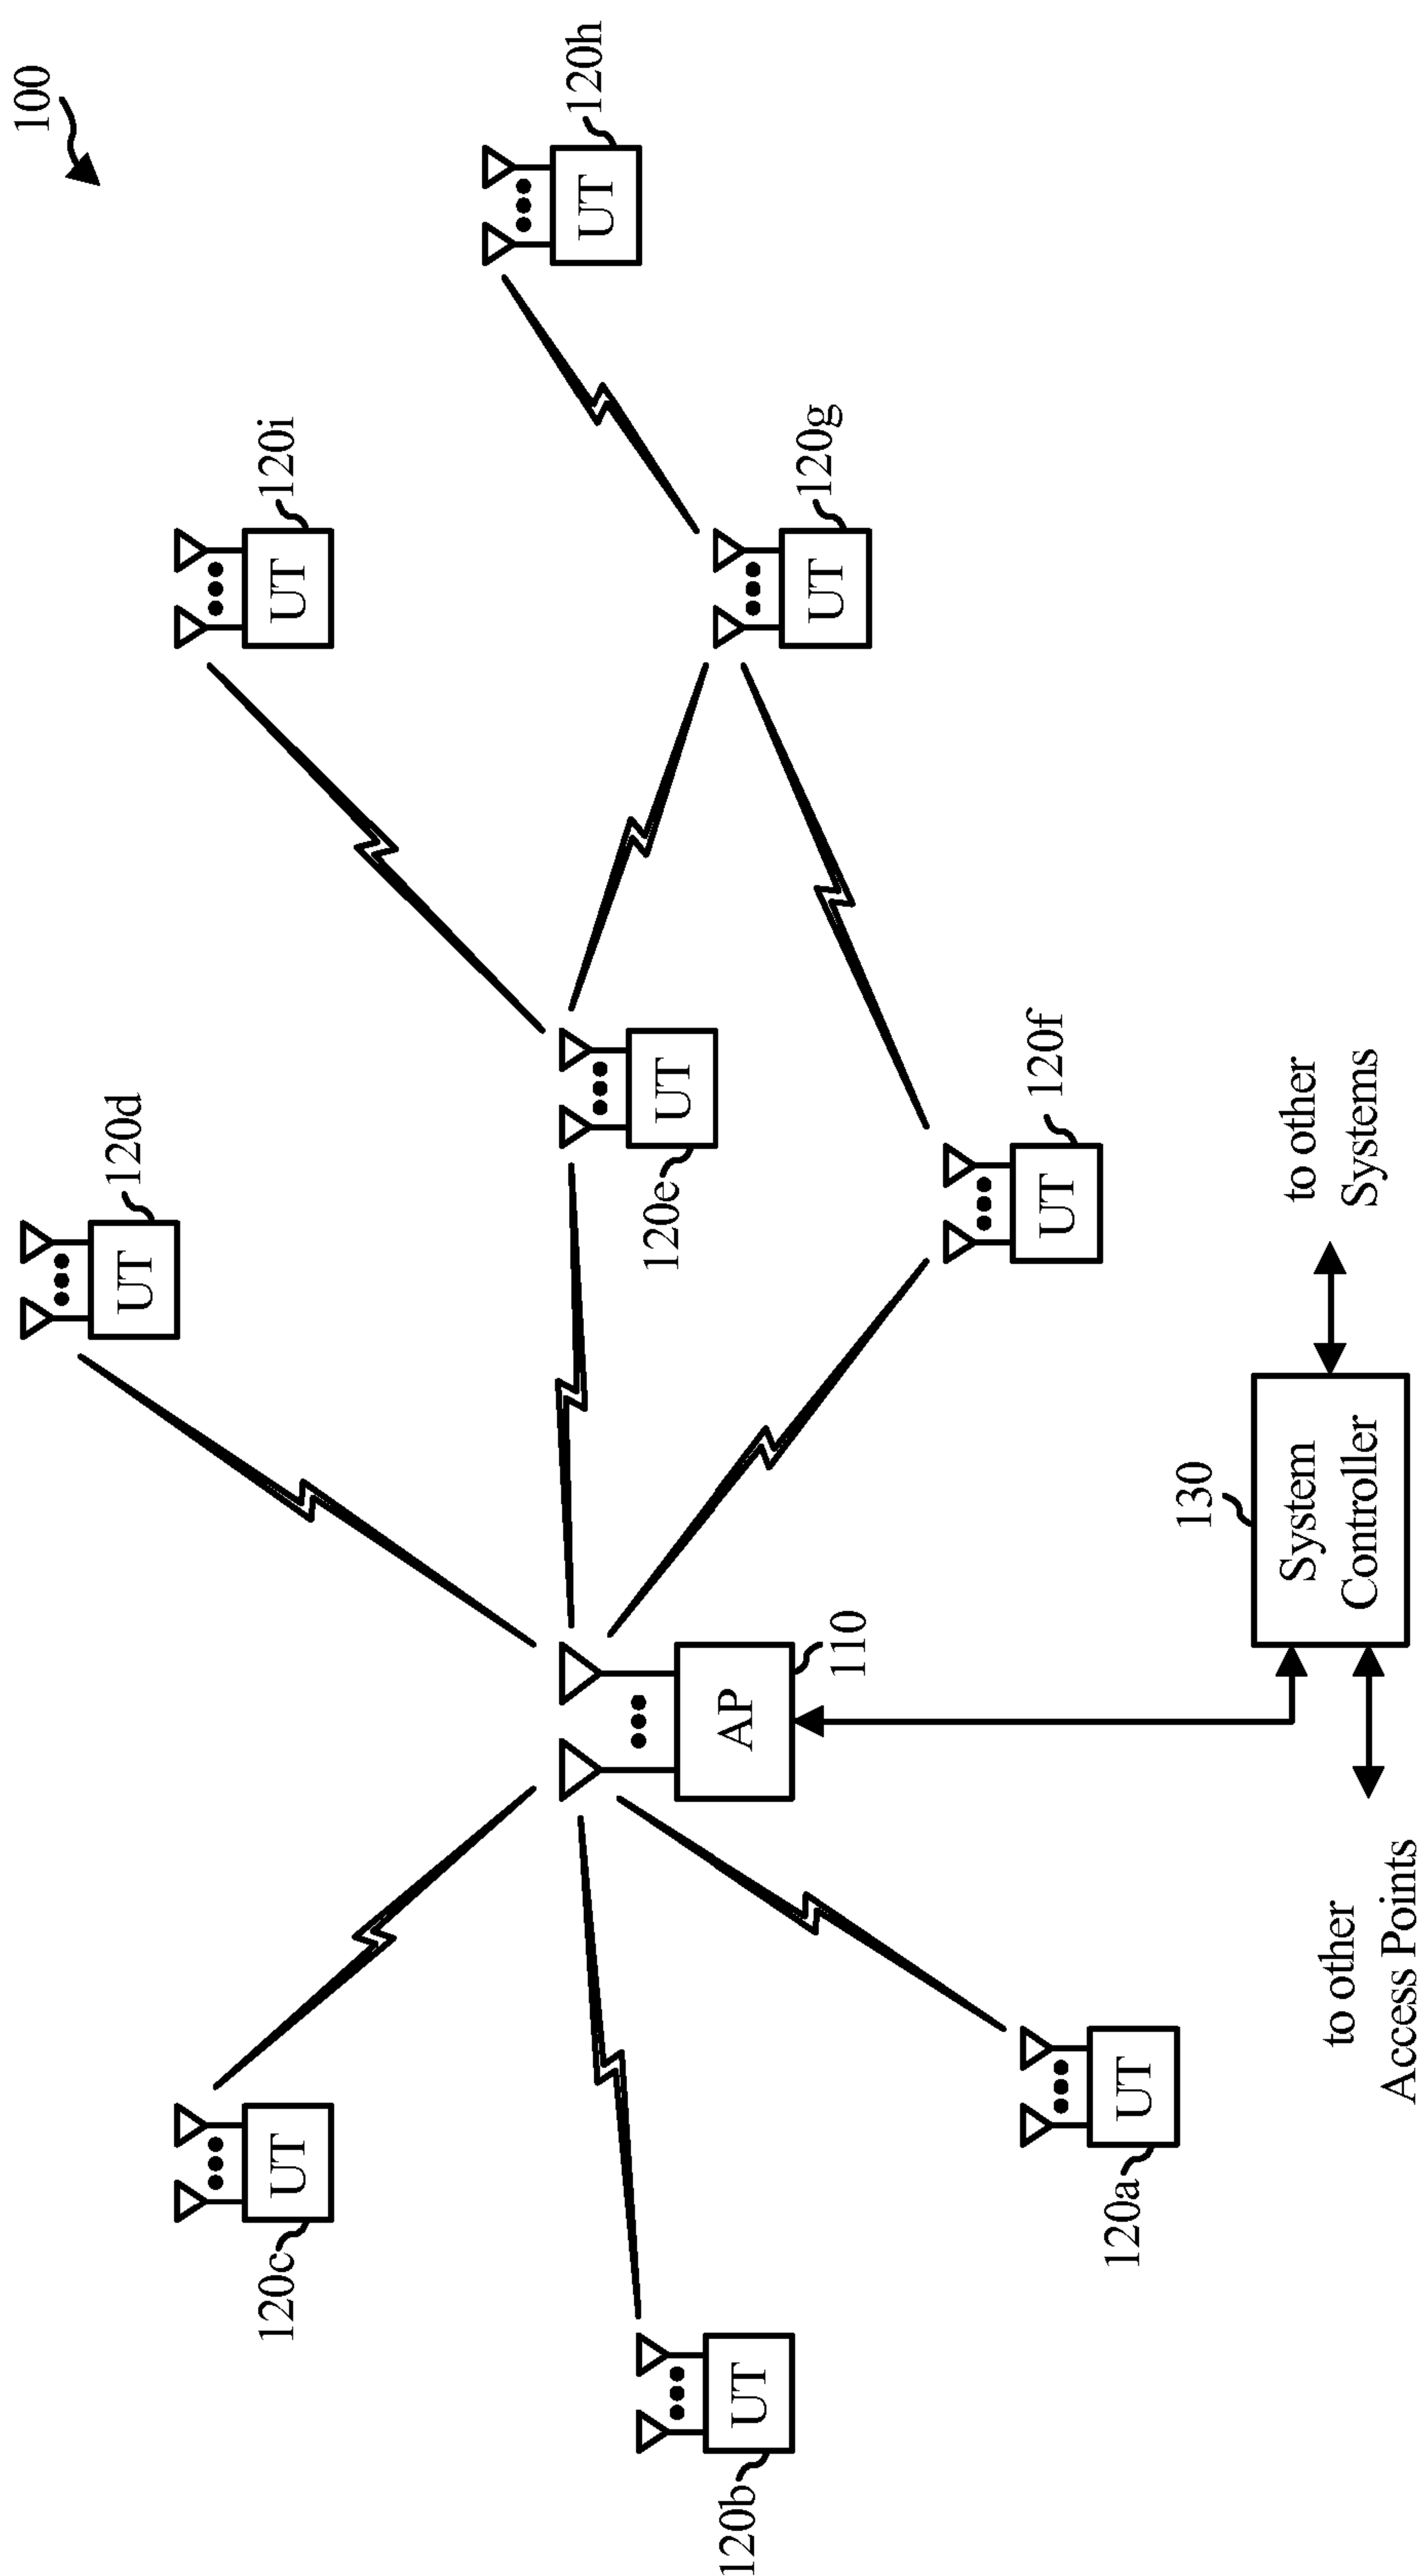 100
120d
UT
120c
UT
120i
UT
120h
UT
120b
UT
AP
110
120e
UT
120g
UT
120a
UT
120f
UT
130
System
Controller
to other
Access Points
to other
Systems